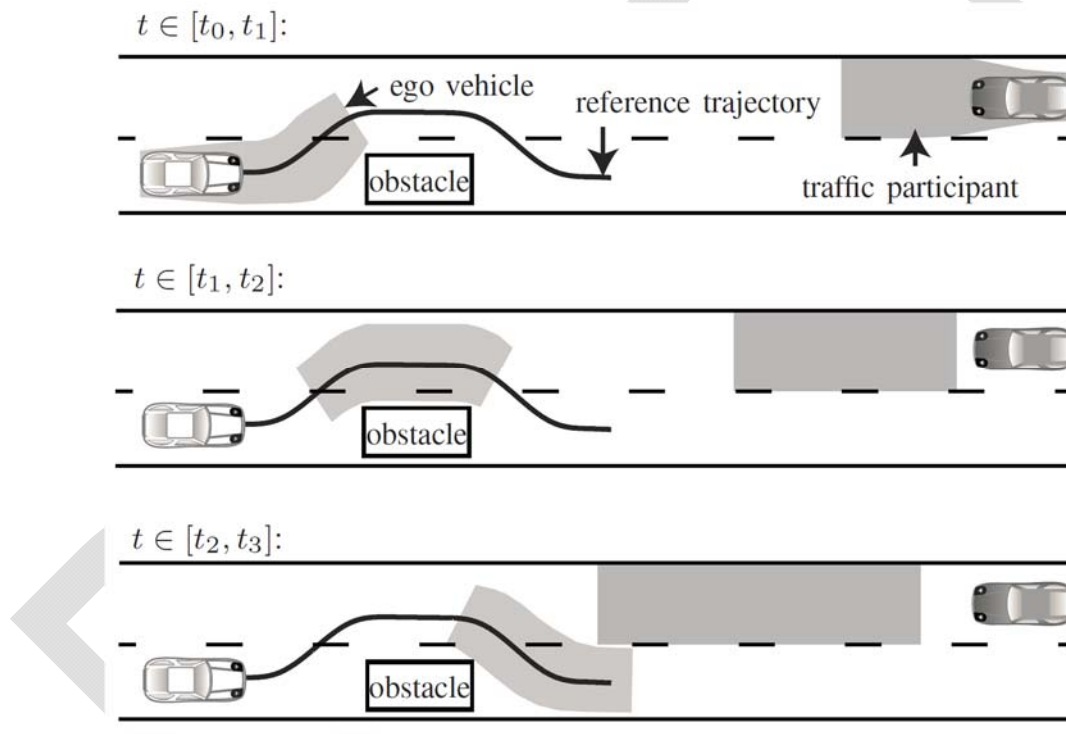 t ∈ [t₀, t₁]:
ego vehicle
reference trajectory
obstacle
traffic participant
t ∈ [t₁, t₂]:
obstacle
t ∈ [t₂, t₃]:
obstacle